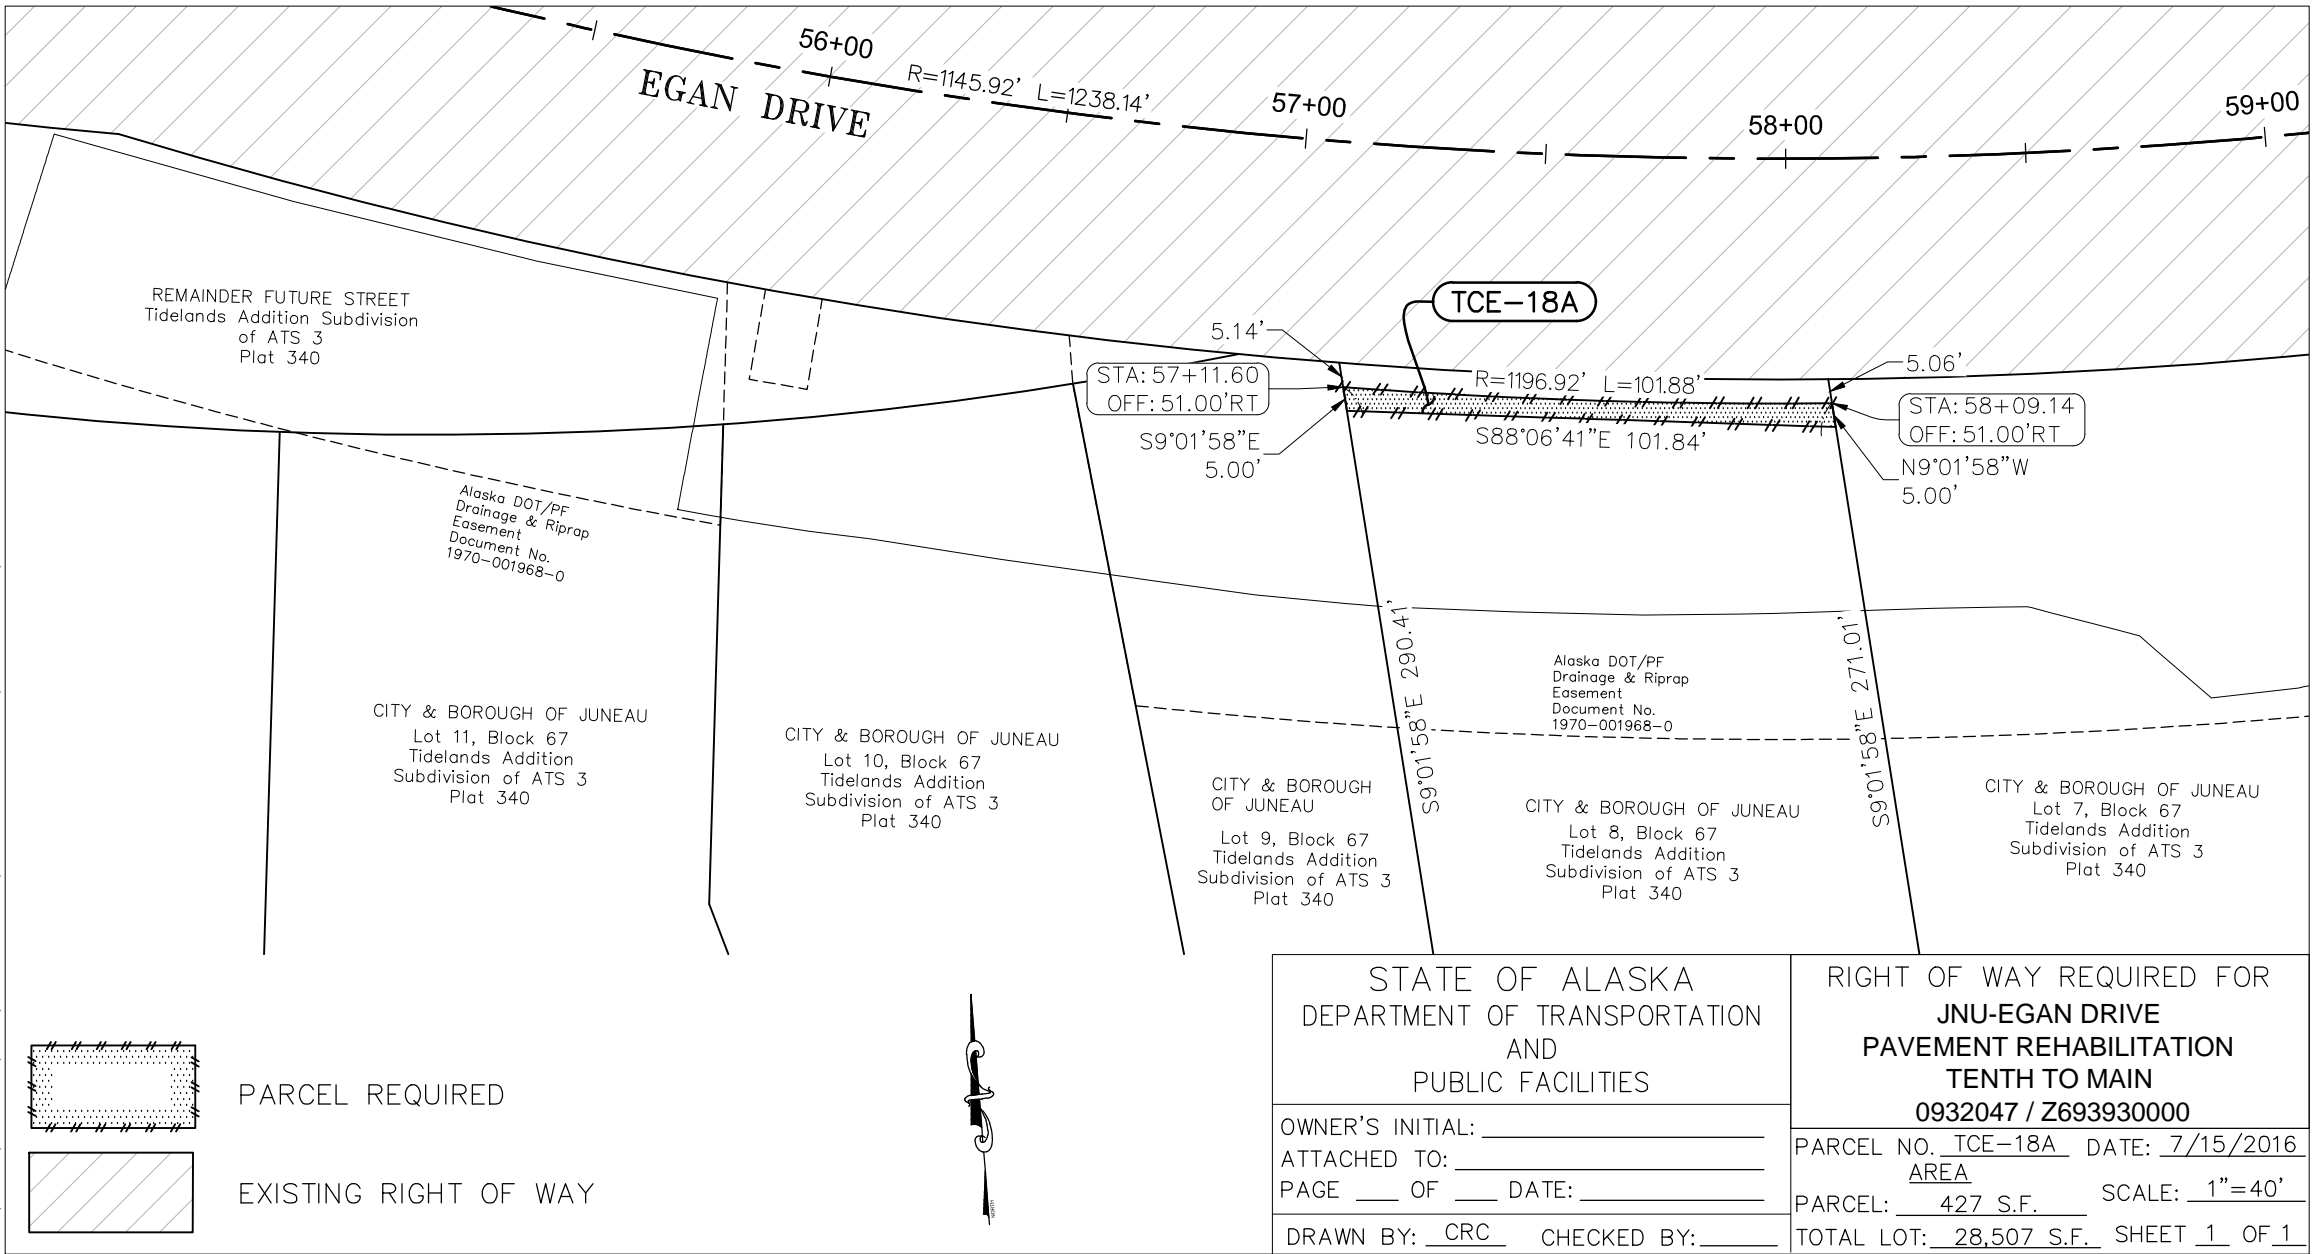 56+00
R=1145.92' L=1238.14'
EGAN DRIVE
57+00
58+00
59+00
REMAINDER FUTURE STREET
Tidelands Addition Subdivision
of ATS 3
Plat 340
TCE-18A
5.14'
STA: 57+11.60
OFF: 51.00'RT
S9°01'58"E
5.00'
R=1196.92' L=101.88'
S88°06'41"E 101.84'
5.06'
STA: 58+09.14
OFF: 51.00'RT
N9°01'58"W
5.00'
Alaska DOT/PF
Drainage & Riprap
Easement
Document No.
1970-001968-0
S9°01'58"E 290.41'
Alaska DOT/PF
Drainage & Riprap
Easement
Document No.
1970-001968-0
S9°01'58"E 271.01'
CITY & BOROUGH OF JUNEAU
Lot 11, Block 67
Tidelands Addition
Subdivision of ATS 3
Plat 340
CITY & BOROUGH OF JUNEAU
Lot 10, Block 67
Tidelands Addition
Subdivision of ATS 3
Plat 340
CITY & BOROUGH
OF JUNEAU
Lot 9, Block 67
Tidelands Addition
Subdivision of ATS 3
Plat 340
CITY & BOROUGH OF JUNEAU
Lot 8, Block 67
Tidelands Addition
Subdivision of ATS 3
Plat 340
CITY & BOROUGH OF JUNEAU
Lot 7, Block 67
Tidelands Addition
Subdivision of ATS 3
Plat 340
PARCEL REQUIRED
EXISTING RIGHT OF WAY
NORTH
STATE OF ALASKA
DEPARTMENT OF TRANSPORTATION
AND
PUBLIC FACILITIES
OWNER'S INITIAL:
ATTACHED TO:
PAGE ___ OF ___ DATE:
DRAWN BY: CRC CHECKED BY:
RIGHT OF WAY REQUIRED FOR
JNU-EGAN DRIVE
PAVEMENT REHABILITATION
TENTH TO MAIN
0932047 / Z693930000
PARCEL NO. TCE-18A DATE: 7/15/2016
AREA
PARCEL: 427 S.F. SCALE: 1"=40'
TOTAL LOT: 28,507 S.F. SHEET 1 OF 1